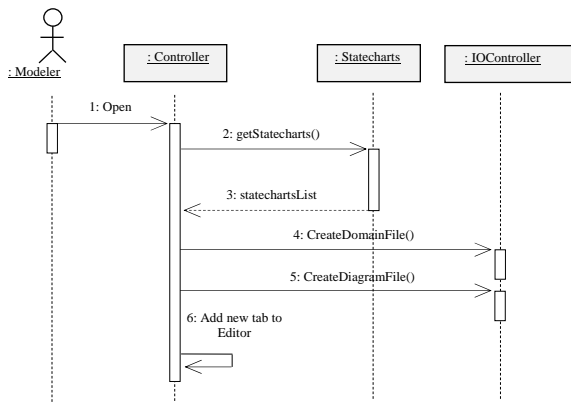 : Modeler
: Controller
: Statecharts
: IOController
1: Open
2: getStatecharts()
3: statechartsList
4: CreateDomainFile()
5: CreateDiagramFile()
6: Add new tab to
Editor